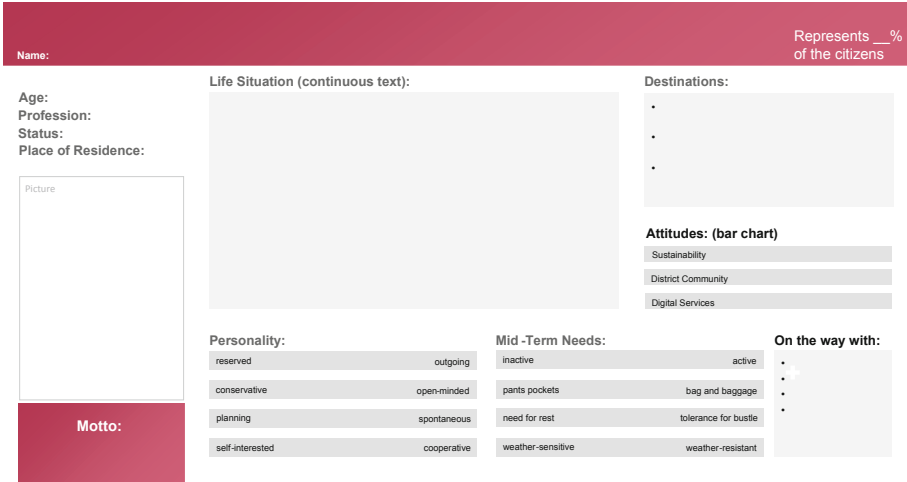 Name:
Represents __%
of the citizens
Age:
Profession:
Status:
Place of Residence:
Picture
Motto:
Life Situation (continuous text):
Destinations:
•
•
•
Attitudes: (bar chart)
Sustainability
District Community
Digital Services
Personality:
reserved outgoing
conservative open-minded
planning spontaneous
self-interested cooperative
Mid -Term Needs:
inactive active
pants pockets bag and baggage
need for rest tolerance for bustle
weather-sensitive weather-resistant
On the way with:
•
•
•
•